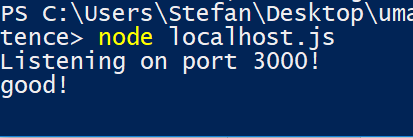 PS C:\Users\Stefan\Desktop\uma
tence> node localhost.js
Listening on port 3000!
good!